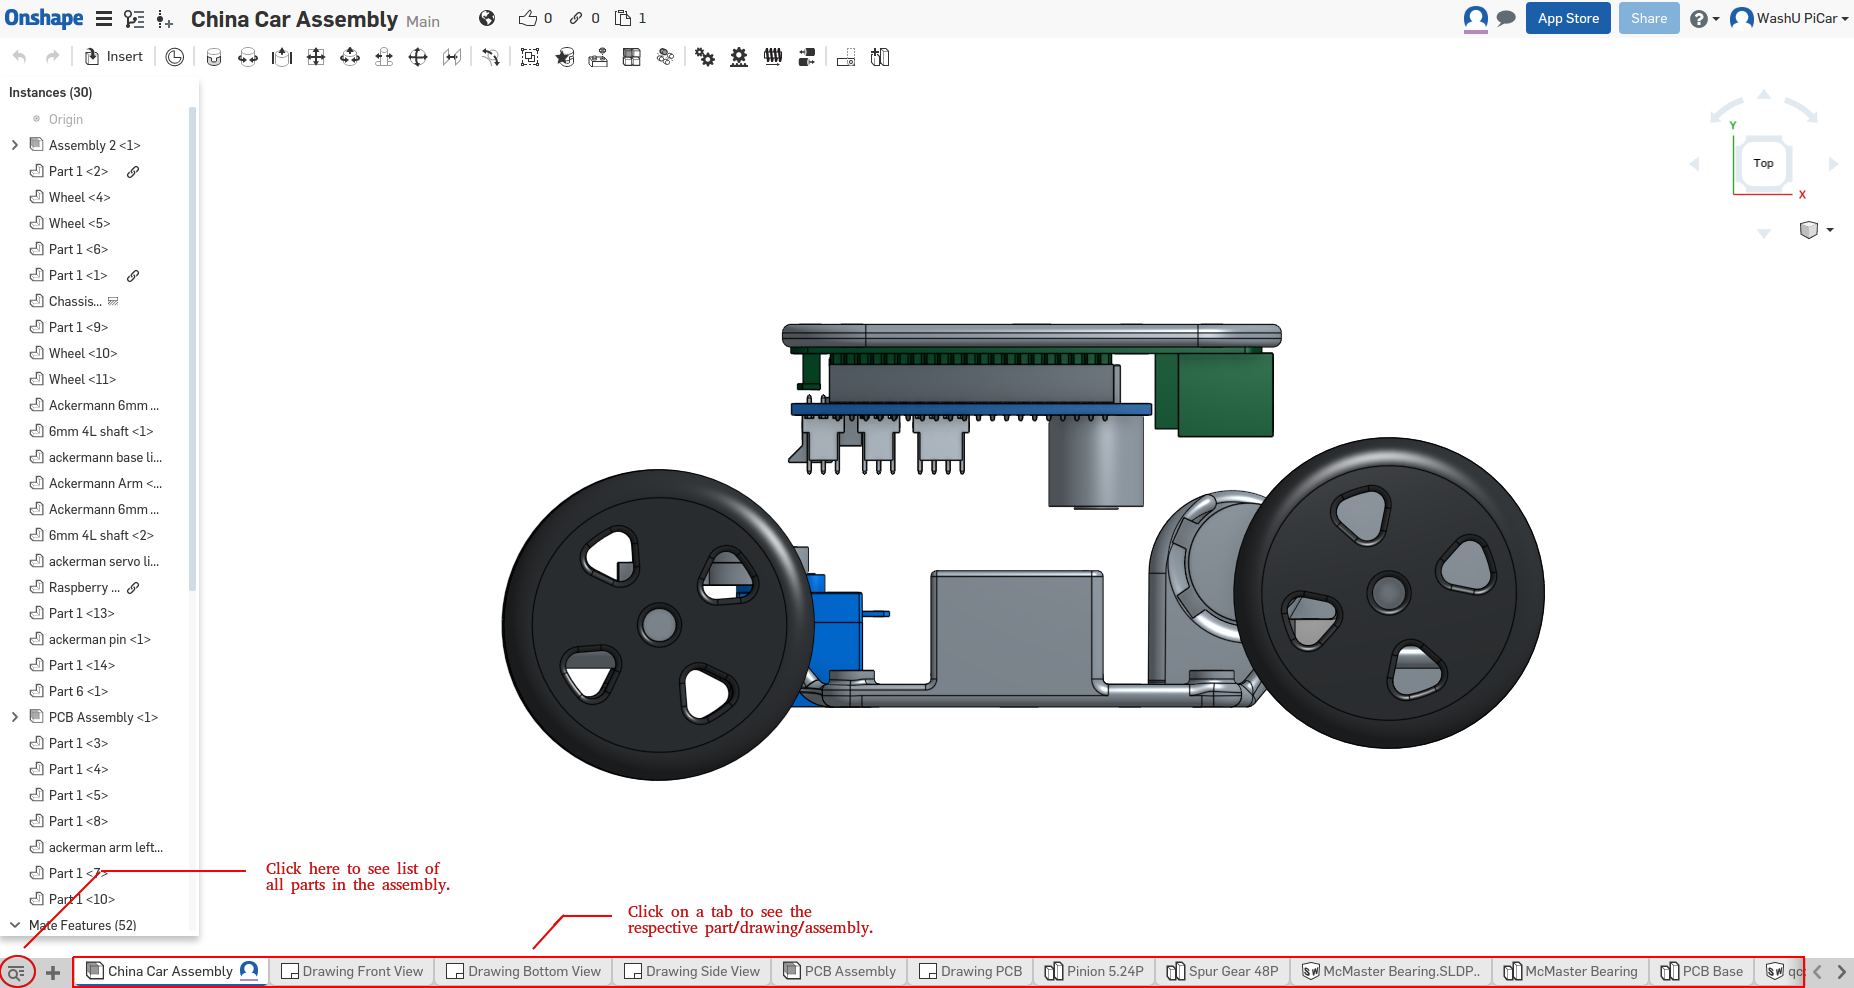 Onshape China Car Assembly Main 0 0 1 App Store Share WashU PiCar
Insert
Instances (30)
Origin
Assembly 2 <1>
Part 1 <2>
Wheel <4>
Wheel <5>
Part 1 <6>
Part 1 <1>
Chassis...
Part 1 <9>
Wheel <10>
Wheel <11>
Ackermann 6mm ...
6mm 4L shaft <1>
ackermann base li...
Ackermann Arm <...
Ackermann 6mm ...
6mm 4L shaft <2>
ackerman servo li...
Raspberry ...
Part 1 <13>
ackerman pin <1>
Part 1 <14>
Part 6 <1>
PCB Assembly <1>
Part 1 <3>
Part 1 <4>
Part 1 <5>
Part 1 <8>
ackerman arm left...
Part 1 <7>
Part 1 <10>
Mate Features (52)
Y
Top
X
Click here to see list of
all parts in the assembly.
Click on a tab to see the
respective part/drawing/assembly.
China Car Assembly Drawing Front View Drawing Bottom View Drawing Side View PCB Assembly Drawing PCB Pinion 5.24P Spur Gear 48P McMaster Bearing.SLDP.. McMaster Bearing PCB Base